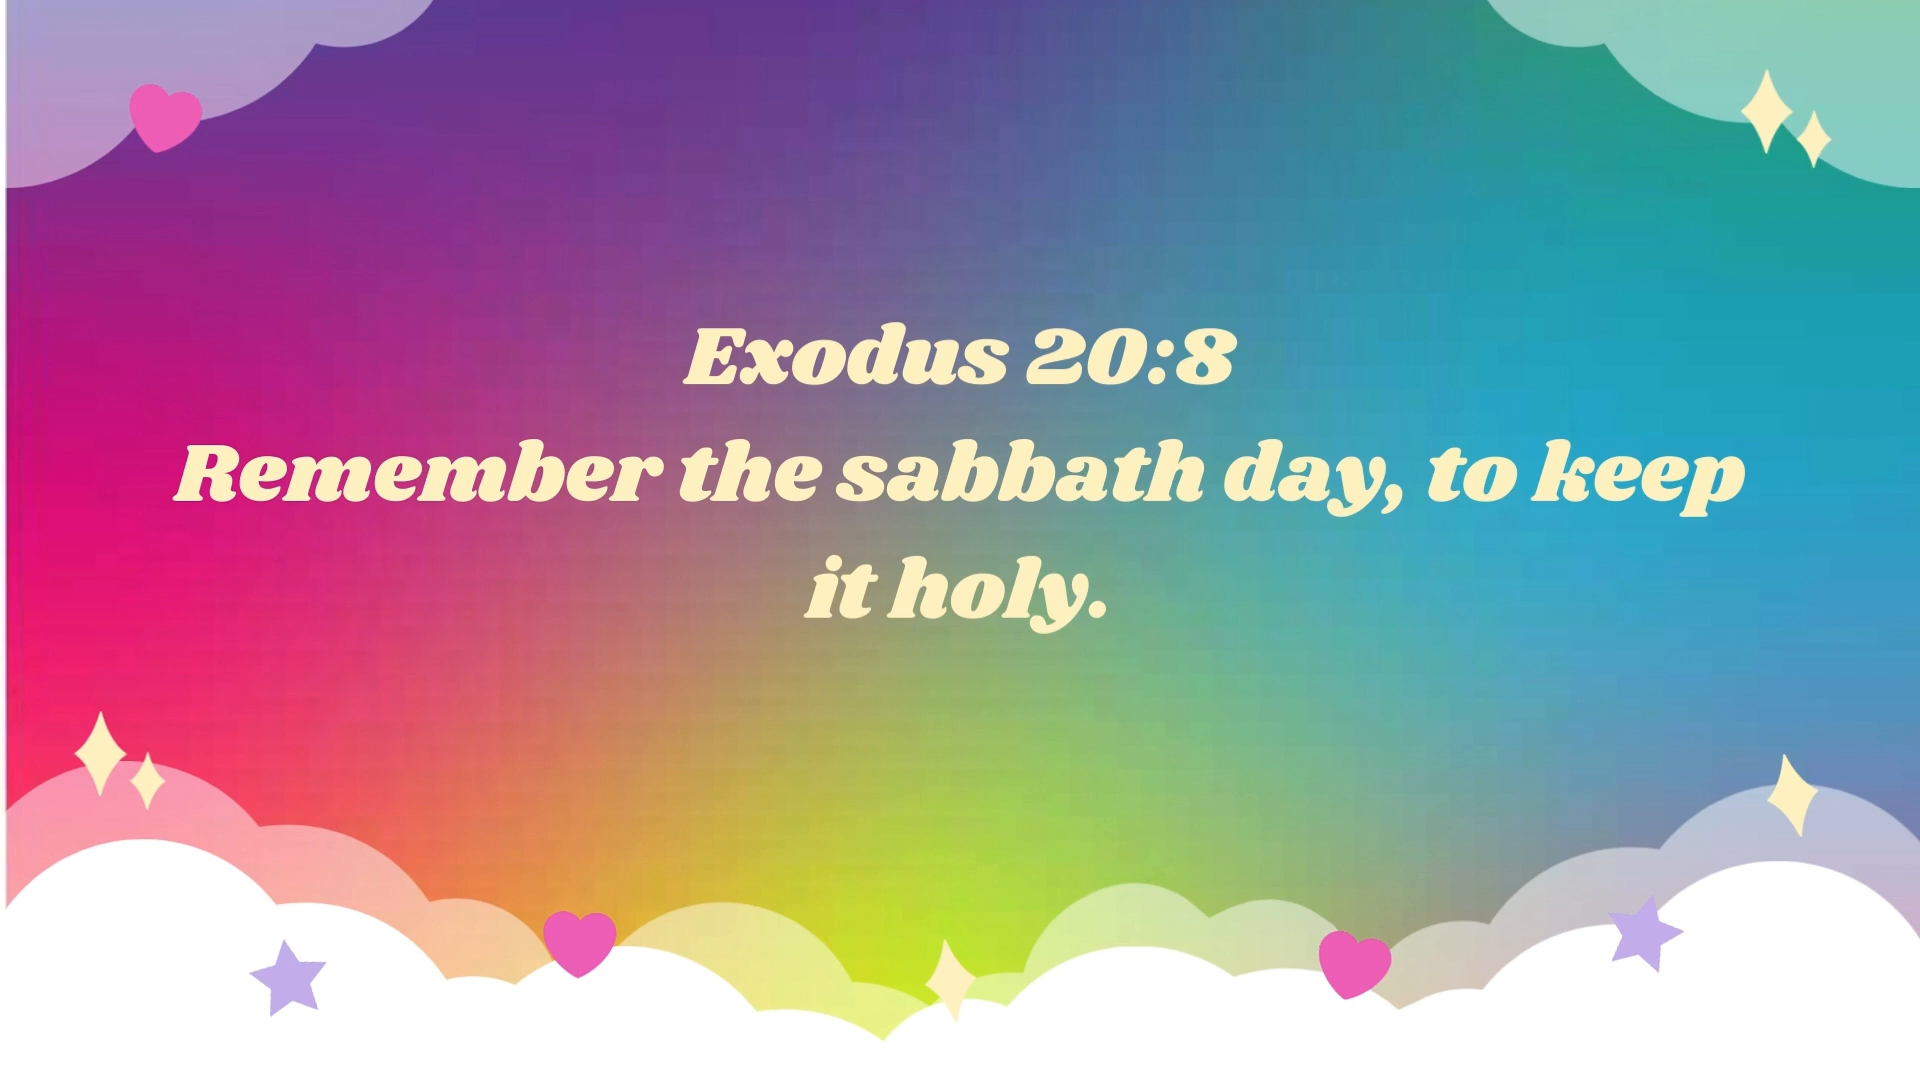 Exodus 20:8
Remember the sabbath day, to keep
it holy.